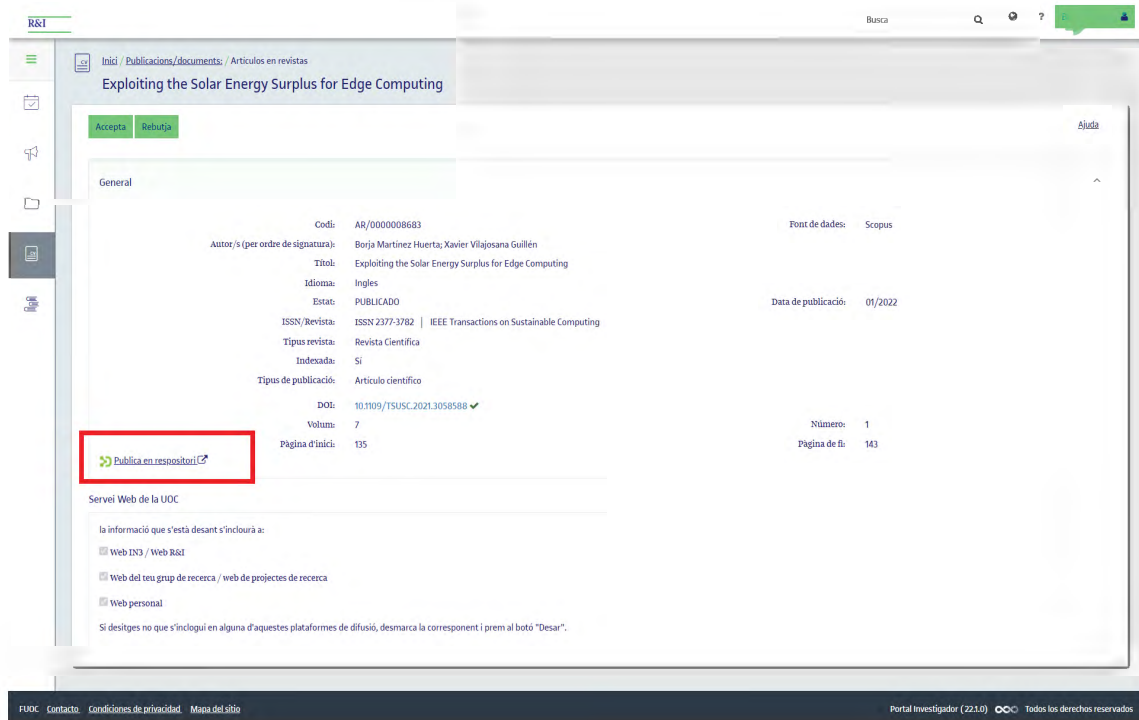 R&I
Busca
?
Inici / Publicacions/documents: / Artículos en revistas
Exploiting the Solar Energy Surplus for Edge Computing
Accepta Rebutja
Ajuda
General
Codi: AR/0000008683 Font de dades: Scopus
Autor/s (per ordre de signatura): Borja Martínez Huerta; Xavier Vilajosana Guillén
Títol: Exploiting the Solar Energy Surplus for Edge Computing
Idioma: Ingles
Estat: PUBLICADO Data de publicació: 01/2022
ISSN/Revista: ISSN 2377-3782 | IEEE Transactions on Sustainable Computing
Tipus revista: Revista Científica
Indexada: Sí
Tipus de publicació: Artículo científico
DOI: 10.1109/TSUSC.2021.3058588
Volum: 7 Número: 1
Pàgina d'inici: 135 Pàgina de fi: 143
Publica en respositori
Servei Web de la UOC
la informació que s'està desant s'inclourà a:
Web IN3 / Web R&I
Web del teu grup de recerca / web de projectes de recerca
Web personal
Si desitges no que s'inclogui en alguna d'aquestes plataformes de difusió, desmarca la corresponent i prem al botó "Desar".
FUOC Contacto Condiciones de privacidad Mapa del sitio
Portal Investigador (22.1.0) Todos los derechos reservados